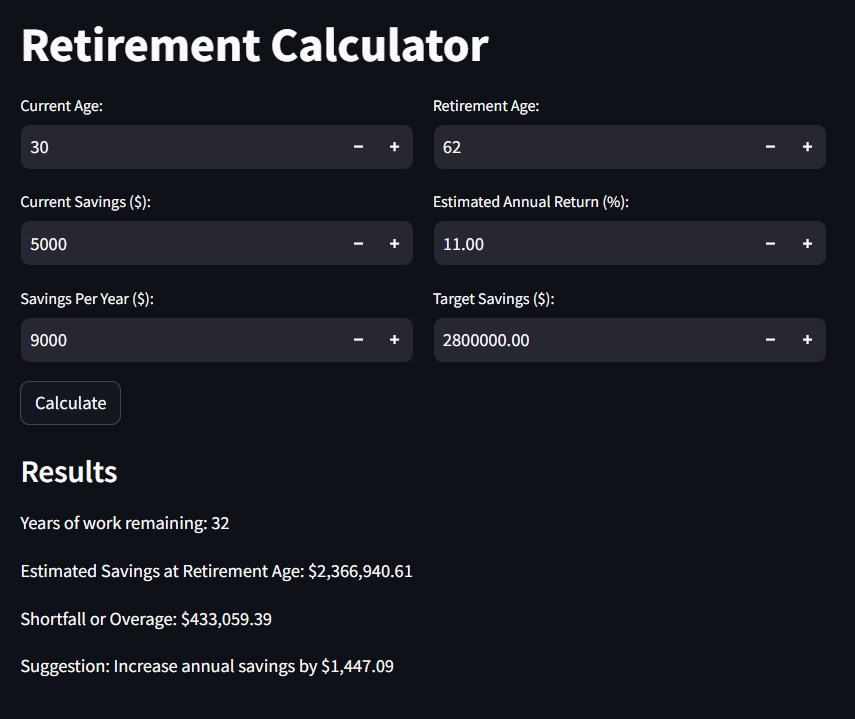 Retirement Calculator
Current Age:
Retirement Age:
30
62
Current Savings ($):
Estimated Annual Return (%):
5000
11.00
Savings Per Year ($):
Target Savings ($):
9000
2800000.00
Calculate
Results
Years of work remaining: 32
Estimated Savings at Retirement Age: $2,366,940.61
Shortfall or Overage: $433,059.39
Suggestion: Increase annual savings by $1,447.09